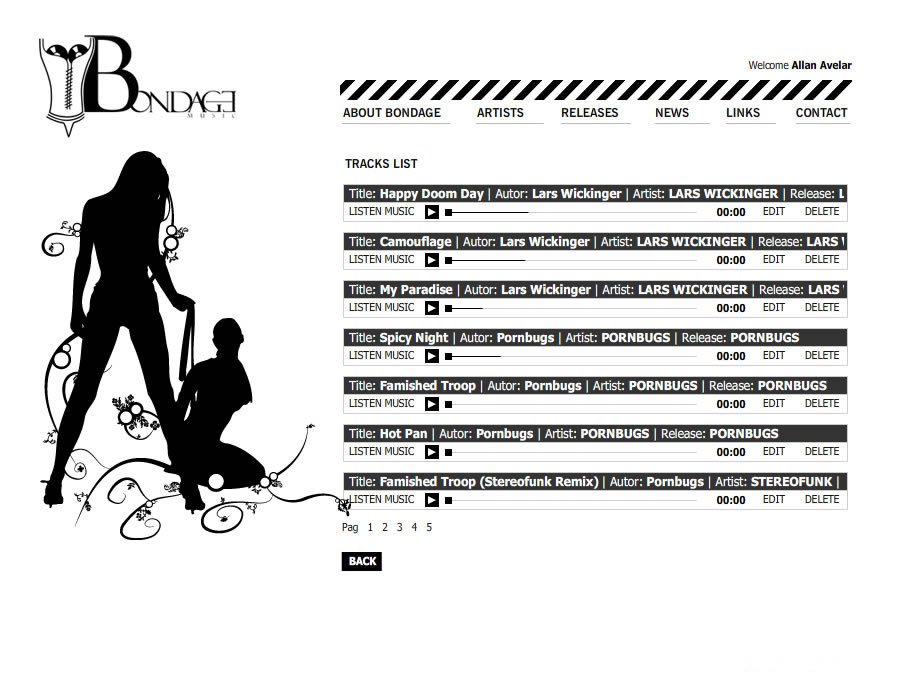 BONDAGE
MUSIC
Welcome Allan Avelar
ABOUT BONDAGE ARTISTS RELEASES NEWS LINKS CONTACT
TRACKS LIST
Title: Happy Doom Day | Autor: Lars Wickinger | Artist: LARS WICKINGER | Release: L
LISTEN MUSIC 00:00 EDIT DELETE
Title: Camouflage | Autor: Lars Wickinger | Artist: LARS WICKINGER | Release: LARS
LISTEN MUSIC 00:00 EDIT DELETE
Title: My Paradise | Autor: Lars Wickinger | Artist: LARS WICKINGER | Release: LARS
LISTEN MUSIC 00:00 EDIT DELETE
Title: Spicy Night | Autor: Pornbugs | Artist: PORNBUGS | Release: PORNBUGS
LISTEN MUSIC 00:00 EDIT DELETE
Title: Famished Troop | Autor: Pornbugs | Artist: PORNBUGS | Release: PORNBUGS
LISTEN MUSIC 00:00 EDIT DELETE
Title: Hot Pan | Autor: Pornbugs | Artist: PORNBUGS | Release: PORNBUGS
LISTEN MUSIC 00:00 EDIT DELETE
Title: Famished Troop (Stereofunk Remix) | Autor: Pornbugs | Artist: STEREOFUNK |
LISTEN MUSIC 00:00 EDIT DELETE
Pag 1 2 3 4 5
BACK